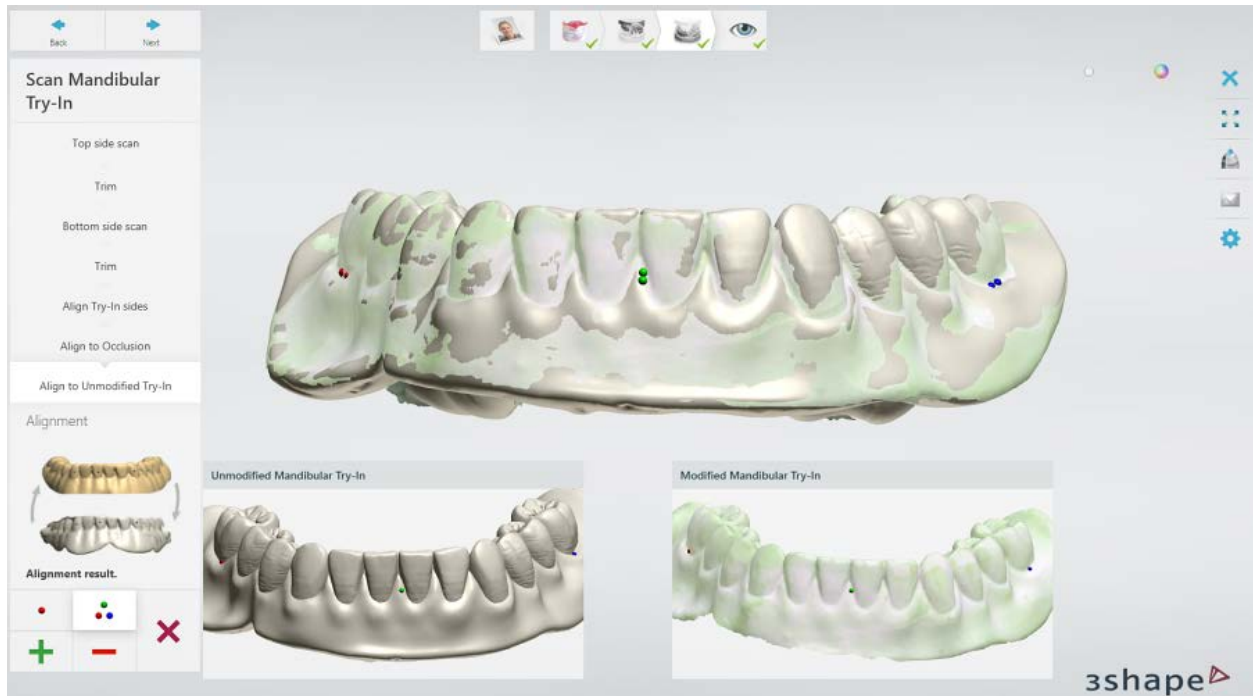 Back
Next
Scan Mandibular
Try-In
Top side scan
Trim
Bottom side scan
Trim
Align Try-In sides
Align to Occlusion
Align to Unmodified Try-In
Alignment
Alignment result.
Unmodified Mandibular Try-In
Modified Mandibular Try-In
3shape